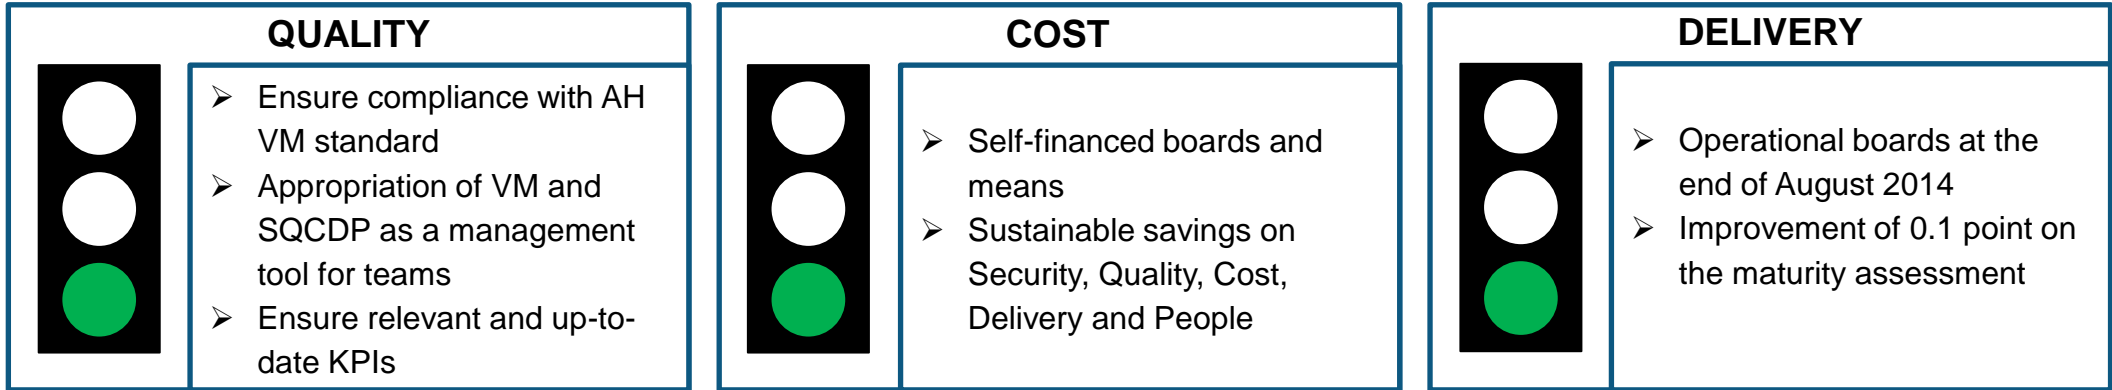 QUALITY
➢ Ensure compliance with AH
VM standard
➢ Appropriation of VM and
SQCDP as a management
tool for teams
➢ Ensure relevant and up-to-
date KPIs
COST
➢ Self-financed boards and
means
➢ Sustainable savings on
Security, Quality, Cost,
Delivery and People
DELIVERY
➢ Operational boards at the
end of August 2014
➢ Improvement of 0.1 point on
the maturity assessment